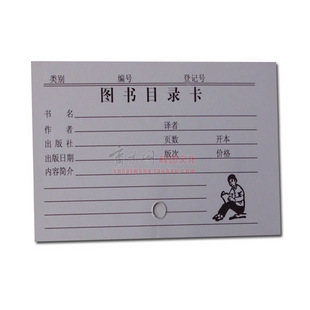 类别 编号 登记号
图书目录卡
书名
作者 译者
出版社 页数 开本
出版日期 版次 价格
内容简介